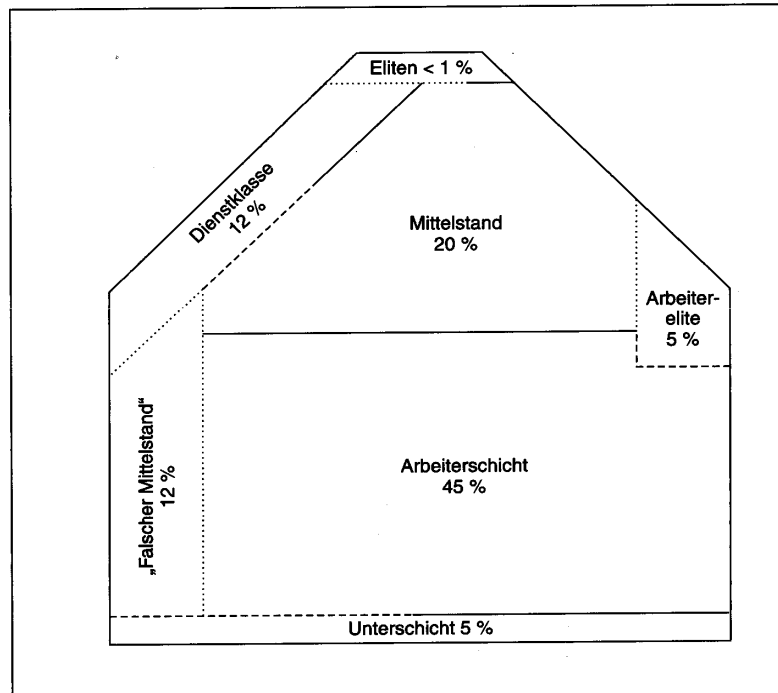 Eliten < 1 %
Dienstklasse
12 %
Mittelstand
20 %
Arbeiter-
elite
5 %
„Falscher Mittelstand“
12 %
Arbeiterschicht
45 %
Unterschicht 5 %